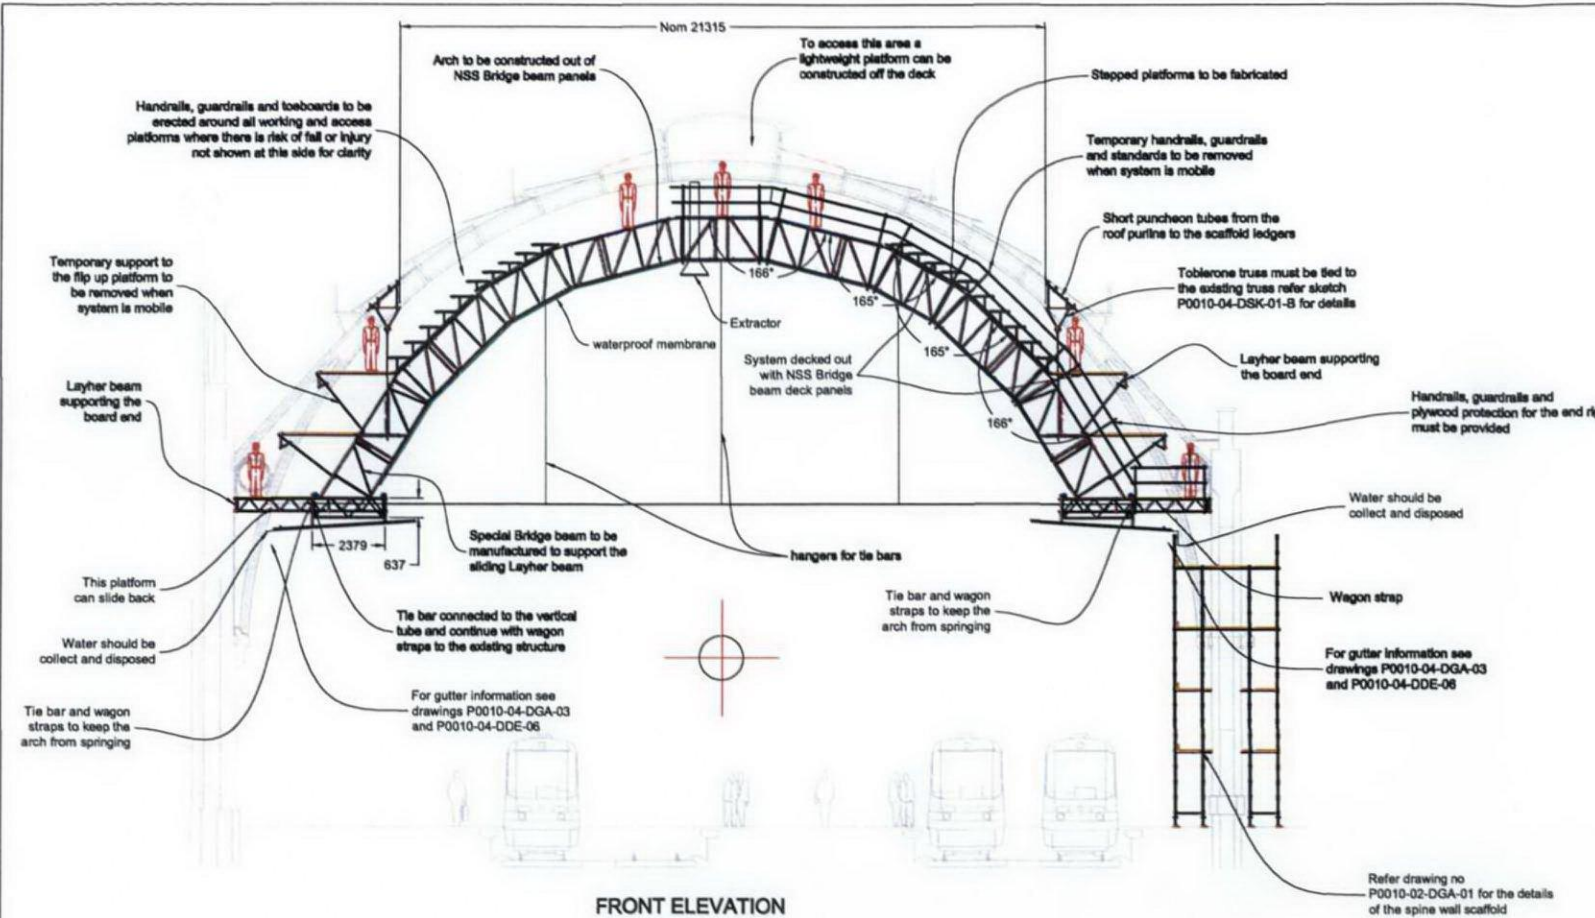 Nom 21315
Arch to be constructed out of
NSS Bridge beam panels
To access this area a
lightweight platform can be
constructed off the deck
Stepped platforms to be fabricated
Handrails, guardrails and toeboards to be
erected around all working and access
platforms where there is risk of fall or injury
not shown at this side for clarity
Temporary handrails, guardrails
and standards to be removed
when system is mobile
Short puncheon tubes from the
roof purlins to the scaffold ledgers
Temporary support to
the flip up platform to
be removed when
system is mobile
Toblerone truss must be tied to
the existing truss refer sketch
P0010-04-DSK-01-B for details
166°
165°
165°
166°
Extractor
waterproof membrane
System decked out
with NSS Bridge
beam deck panels
Layher beam supporting
the board end
Layher beam
supporting the
board end
Handrails, guardrails and
plywood protection for the end
must be provided
Water should be
collect and disposed
2379
637
Special Bridge beam to be
manufactured to support the
sliding Layher beam
hangers for tie bars
This platform
can slide back
Tie bar and wagon
straps to keep the
arch from springing
Wagon strap
Tie bar connected to the vertical
tube and continue with wagon
straps to the existing structure
Water should be
collect and disposed
For gutter information see
drawings P0010-04-DGA-03
and P0010-04-DDE-06
For gutter information see
drawings P0010-04-DGA-03
and P0010-04-DDE-06
Tie bar and wagon
straps to keep the
arch from springing
Refer drawing no
P0010-02-DGA-01 for the details
of the spine wall scaffold
FRONT ELEVATION